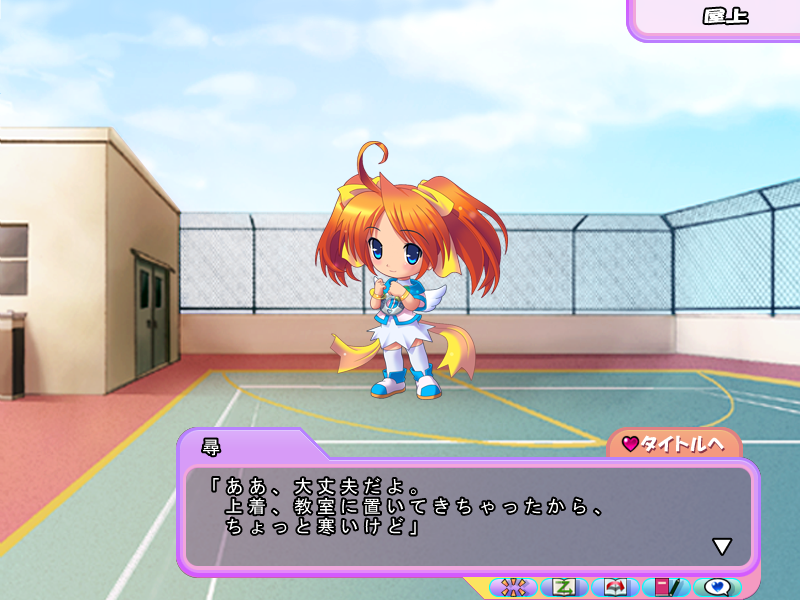 屋上
尋
タイトルへ
「ああ、大丈夫だよ。
上着、教室に置いてきちゃったから、
ちょっと寒いけど」